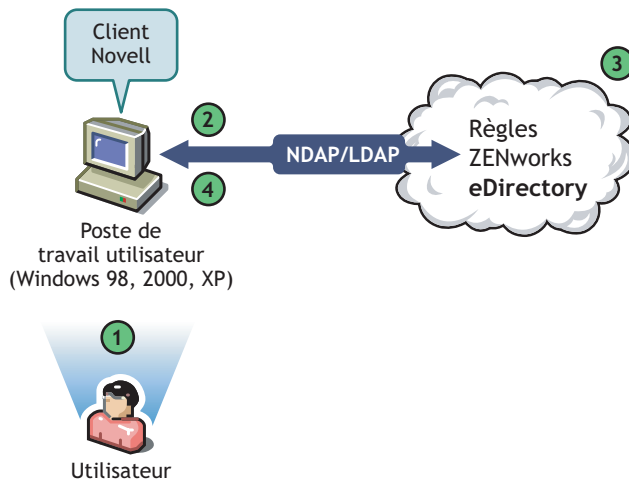 Client
Novell
3
2
NDAP/LDAP
Règles
ZENworks
eDirectory
4
Poste de
travail utilisateur
(Windows 98, 2000, XP)
1
Utilisateur